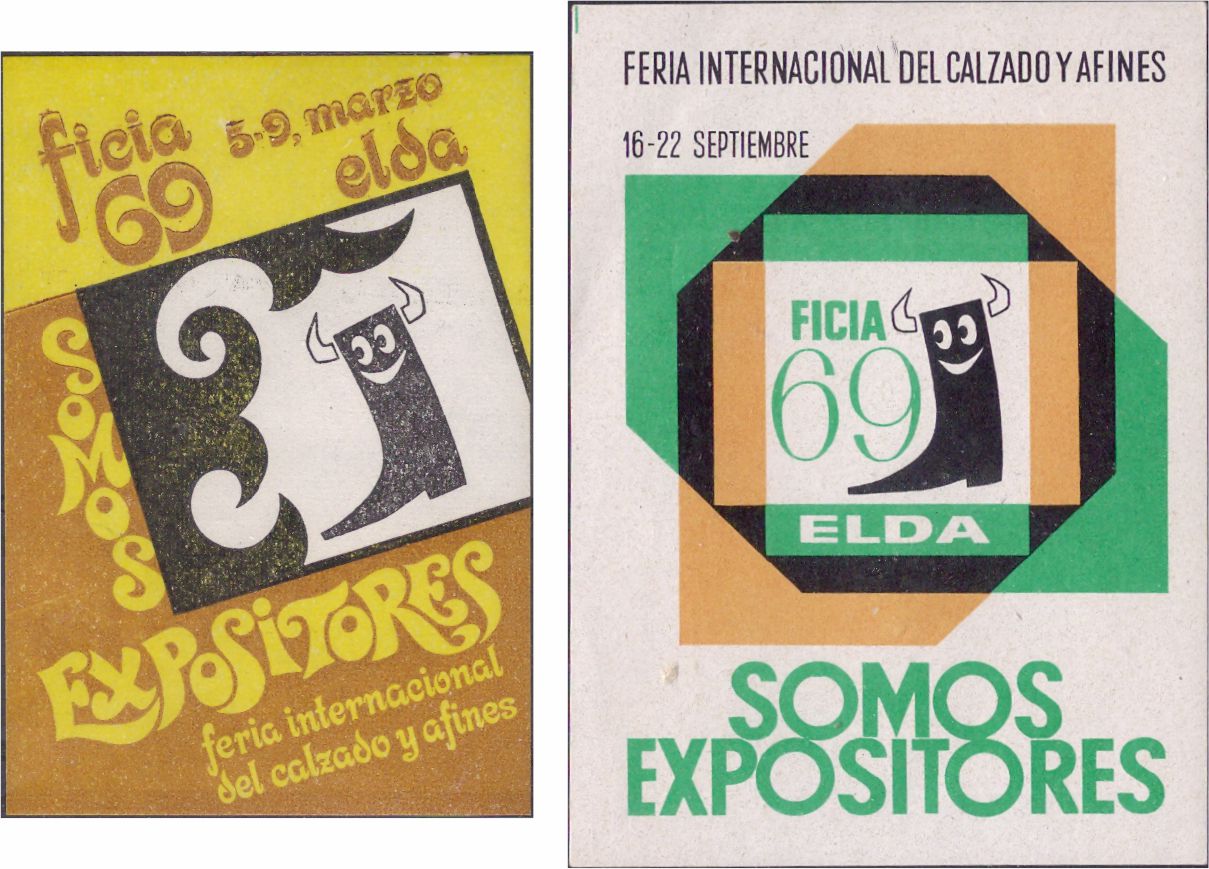 ficia
69
5-9, marzo
elda
SOMOS
EXPOSITORES
feria internacional
del calzado y afines
FERIA INTERNACIONAL DEL CALZADO Y AFINES
16-22 SEPTIEMBRE
FICIA
69
ELDA
SOMOS
EXPOSITORES